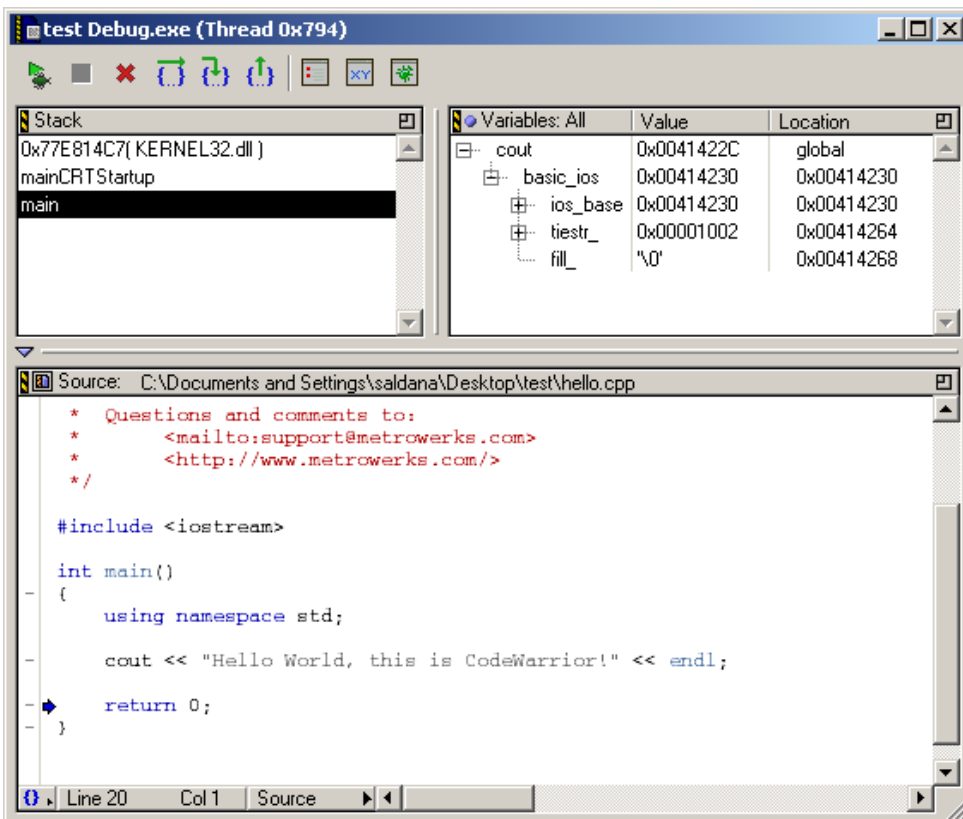 test Debug.exe (Thread 0x794)
{..} {..} {..} XY
Stack
0x77E814C7( KERNEL32.dll )
mainCRTStartup
main
Variables: All Value Location
cout 0x0041422C global
basic_ios 0x00414230 0x00414230
ios_base 0x00414230 0x00414230
tiestr_ 0x00001002 0x00414264
fill_ '\0' 0x00414268
Source: C:\Documents and Settings\saldana\Desktop\test\hello.cpp
* Questions and comments to:
* <mailto:support@metrowerks.com>
* <http://www.metrowerks.com/>
*/
#include <iostream>
int main()
{
using namespace std;
cout << "Hello World, this is CodeWarrior!" << endl;
return 0;
}
{} Line 20 Col 1 Source